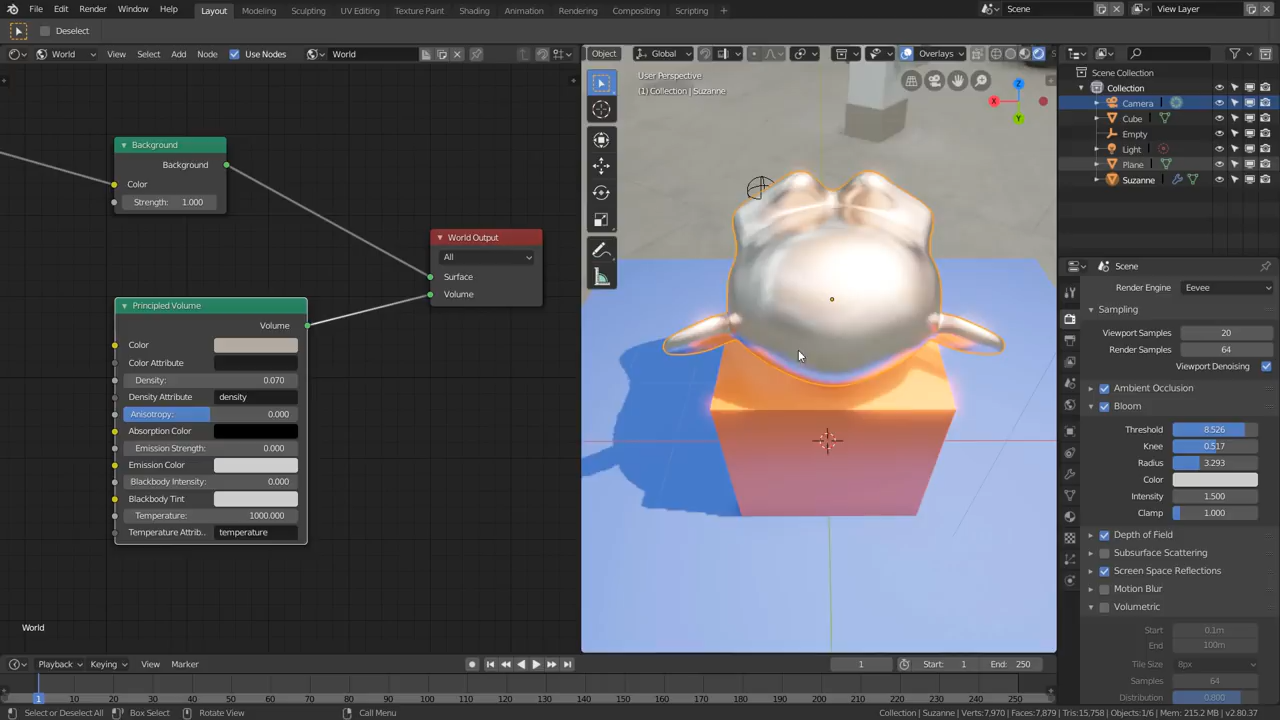 File Edit Render Window Help Layout Modeling Sculpting UV Editing Texture Paint Shading Animation Rendering Compositing Scripting Scene View Layer
Deselect
World View Select Add Node Use Nodes World Object Global Overlays
User Perspective
(1) Collection | Suzanne
Z
X
Y
Scene Collection
Collection
Camera
Cube
Empty
Light
Plane
Suzanne
Background
Background
Color
Strength: 1.000
World Output
All
Surface
Volume
Principled Volume
Volume
Color
Color Attribute
Density: 0.070
Density Attribute density
Anisotropy: 0.000
Absorption Color
Emission Strength: 0.000
Emission Color
Blackbody Intensity: 0.000
Blackbody Tint
Temperature: 1000.000
Temperature Attrib.. temperature
World
Scene
Render Engine Eevee
Sampling
Viewport Samples 20
Render Samples 64
Viewport Denoising
Ambient Occlusion
Bloom
Threshold 8.526
Knee 0.517
Radius 3.293
Color
Intensity 1.500
Clamp 1.000
Depth of Field
Subsurface Scattering
Screen Space Reflections
Motion Blur
Volumetric
Start 0.1m
End 100m
Tile Size 8px
Samples 64
Distribution 0.800
Playback Keying View Marker 1 Start: 1 End: 250
1 10 20 30 40 50 60 70 80 90 100 110 120 130 140 150 160 170 180 190 200 210 220 230 240 250
Select or Deselect All Box Select Rotate View Call Menu Collection | Suzanne | Verts:7,970 | Faces:7,879 | Tris:15,758 | Objects:1/6 | Mem: 215.2 MB | v2.80.37